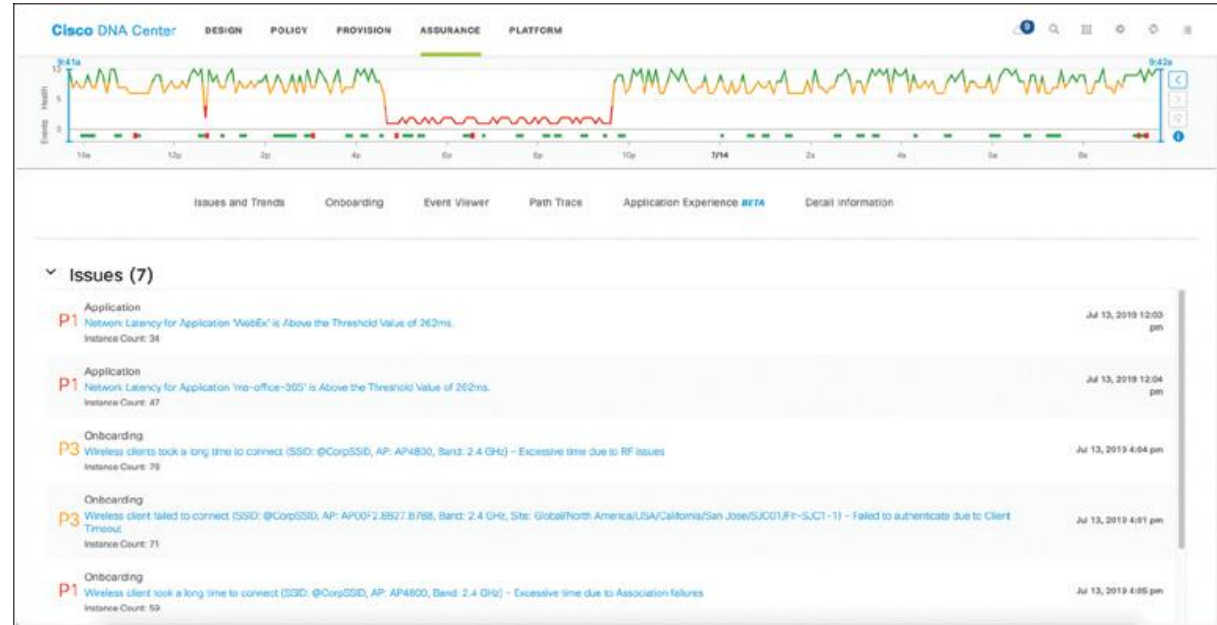 Cisco DNA Center DESIGN POLICY PROVISION ASSURANCE PLATFORM 9
9:41a 9:42a
10
5
0
Events Health
10a 12p 2p 4p 6p 8p 10p 7/14 2a 4a 6a 8a
Issues and Trends Onboarding Event Viewer Path Trace Application Experience BETA Detail Information
Issues (7)
Application
P1 Network Latency for Application 'WebEx' is Above the Threshold Value of 262ms.
Instance Count: 34
Jul 13, 2019 12:03
pm
Application
P1 Network Latency for Application 'ms-office-365' is Above the Threshold Value of 262ms.
Instance Count: 47
Jul 13, 2019 12:04
pm
Onboarding
P3 Wireless clients took a long time to connect (SSID: @CorpSSID, AP: AP4800, Band: 2.4 GHz) - Excessive time due to RF issues
Instance Count: 78
Jul 13, 2019 4:04 pm
Onboarding
P3 Wireless client failed to connect (SSID: @CorpSSID, AP: Band: 2.4 GHz, Site: Global/North America/USA/California/San Jose/SJC01/Flr-SJC1-1) - Failed to authenticate due to Client
Timeout
Instance Count: 71
Jul 13, 2019 4:01 pm
Onboarding
P1 Wireless client took a long time to connect (SSID: @CorpSSID, AP: AP4800, Band: 2.4 GHz) - Excessive time due to Association failures
Instance Count: 59
Jul 13, 2019 4:05 pm